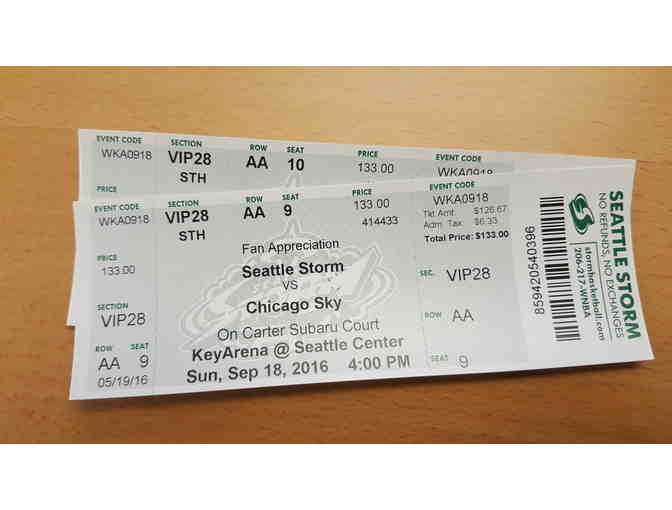 EVENT CODE SECTION ROW SEAT PRICE EVENT CODE
WKA0918 VIP28 AA 10 133.00 WKA0918
STH
PRICE
EVENT CODE SECTION ROW SEAT PRICE EVENT CODE
WKA0918 VIP28 AA 9 133.00 WKA0918
STH 414433
Tkt Amt $126.67
Adm. Tax $6.33
Total Price: $133.00
Fan Appreciation
PRICE
133.00
Seattle Storm
VS
Chicago Sky
SEC. VIP28
SECTION
VIP28
On Carter Subaru Court
ROW AA
KeyArena @ Seattle Center
ROW SEAT
AA 9
SEAT 9
Sun, Sep 18, 2016 4:00 PM
05/19/16
859420540396
stormbasketball.com
206-217-WNBA
NO REFUNDS, NO EXCHANGES
SEATTLE STORM